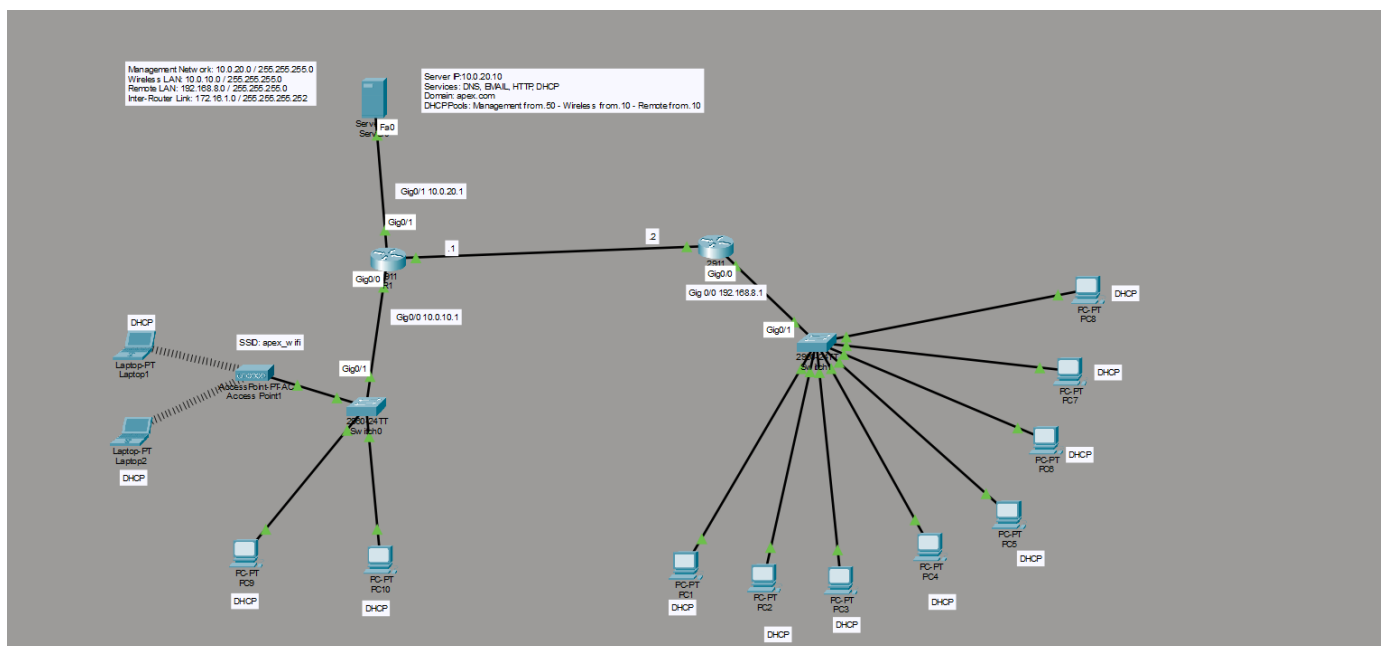 Management Network: 10.0.20.0 / 255.255.255.0
Wireless LAN: 10.0.10.0 / 255.255.255.0
Remote LAN: 192.168.8.0 / 255.255.255.0
Inter-Router Link: 172.16.1.0 / 255.255.255.252
Server IP:10.0.20.10
Services: DNS, EMAIL, HTTP, DHCP
Domain: apex.com
DHCP Pools: Management from .50 - Wireless from .10 - Remote from .10
Fa0
Gig0/1 10.0.20.1
Gig0/1
.1
.2
R1
Gig0/0
2911
Gig0/0
Gig 0/0 192.168.8.1
Gig0/0 10.0.10.1
Gig0/1
DHCP
PC-PT
PC8
DHCP
Laptop-PT
Laptop1
SSID: apex_wifi
AccessPoint-PT-AC
Access Point1
Gig0/1
Switch0
DHCP
PC-PT
PC7
Laptop-PT
Laptop2
DHCP
DHCP
PC-PT
PC6
PC-PT
PC5
DHCP
PC-PT
PC9
DHCP
PC-PT
PC10
DHCP
PC-PT
PC1
DHCP
PC-PT
PC2
DHCP
PC-PT
PC3
DHCP
PC-PT
PC4
DHCP